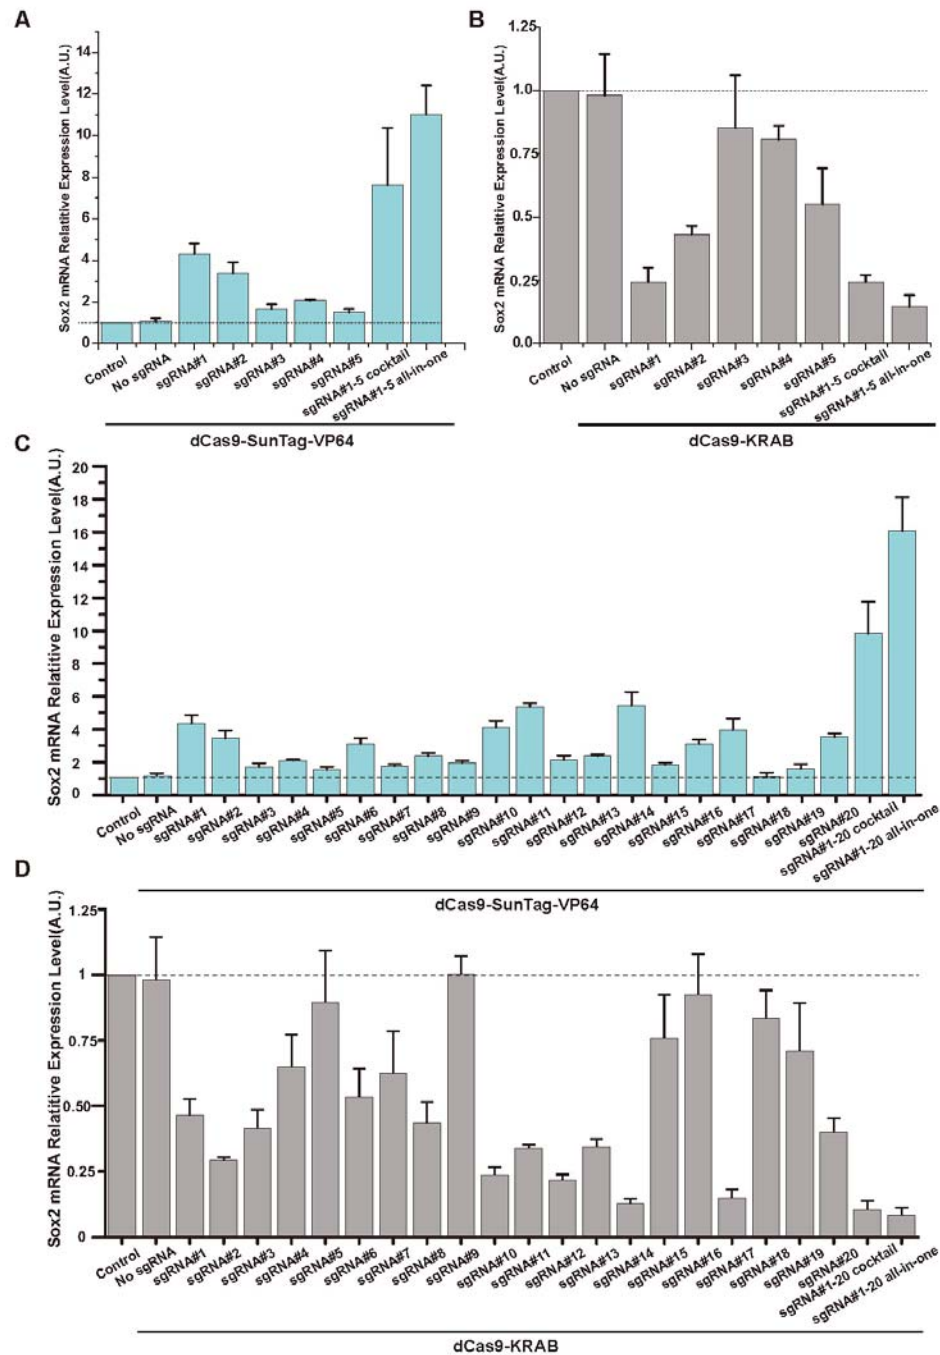 A
Sox2 mRNA Relatitive Expression Level(A.U.)
14
12
10
8
6
4
2
0
Control
No sgRNA
sgRNA#1
sgRNA#2
sgRNA#3
sgRNA#4
sgRNA#5
sgRNA#1-5 cocktail
sgRNA#1-5 all-in-one
dCas9-SunTag-VP64
B
Sox2 mRNA Relatitive Expression Level(A.U.)
1.25
1.0
0.75
0.5
0.25
0.0
Control
No sgRNA
sgRNA#1
sgRNA#2
sgRNA#3
sgRNA#4
sgRNA#5
sgRNA#1-5 cocktail
sgRNA#1-5 all-in-one
dCas9-KRAB
C
Sox2 mRNA Relatitive Expression Level(A.U.)
20
18
16
14
12
10
8
6
4
2
0
Control
No sgRNA
sgRNA#1
sgRNA#2
sgRNA#3
sgRNA#4
sgRNA#5
sgRNA#6
sgRNA#7
sgRNA#8
sgRNA#9
sgRNA#10
sgRNA#11
sgRNA#12
sgRNA#13
sgRNA#14
sgRNA#15
sgRNA#16
sgRNA#17
sgRNA#18
sgRNA#19
sgRNA#20
sgRNA#1-20 cocktail
sgRNA#1-20 all-in-one
dCas9-SunTag-VP64
D
Sox2 mRNA Relatitive Expression Level(A.U.)
1.25
1
0.75
0.50
0.25
0
Control
No sgRNA
sgRNA#1
sgRNA#2
sgRNA#3
sgRNA#4
sgRNA#5
sgRNA#6
sgRNA#7
sgRNA#8
sgRNA#9
sgRNA#10
sgRNA#11
sgRNA#12
sgRNA#13
sgRNA#14
sgRNA#15
sgRNA#16
sgRNA#17
sgRNA#18
sgRNA#19
sgRNA#20
sgRNA#1-20 cocktail
sgRNA#1-20 all-in-one
dCas9-KRAB